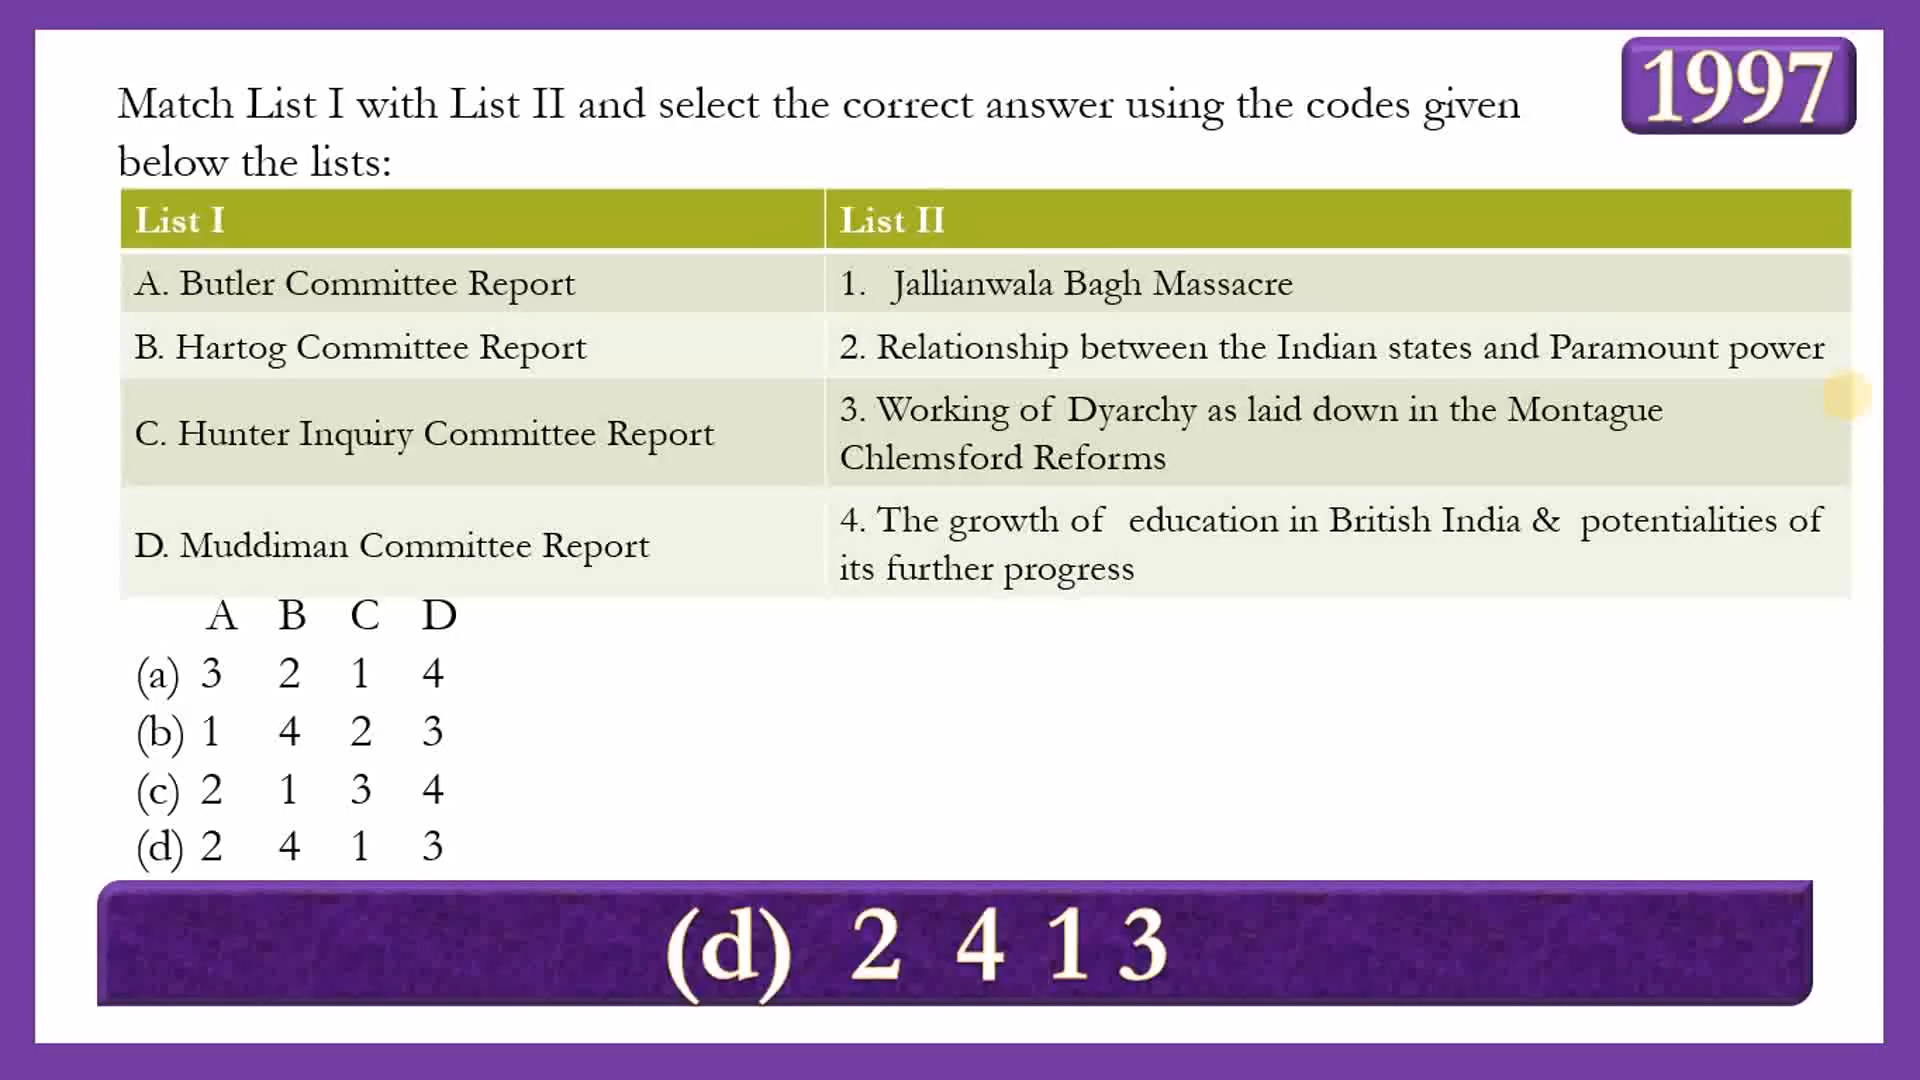 1997
Match List I with List II and select the correct answer using the codes given
below the lists:
List I List II
A. Butler Committee Report 1. Jallianwala Bagh Massacre
B. Hartog Committee Report 2. Relationship between the Indian states and Paramount power
C. Hunter Inquiry Committee Report 3. Working of Dyarchy as laid down in the Montague
Chlemsford Reforms
D. Muddiman Committee Report 4. The growth of education in British India & potentialities of
its further progress
A B C D
(a) 3 2 1 4
(b) 1 4 2 3
(c) 2 1 3 4
(d) 2 4 1 3
(d) 2 4 1 3